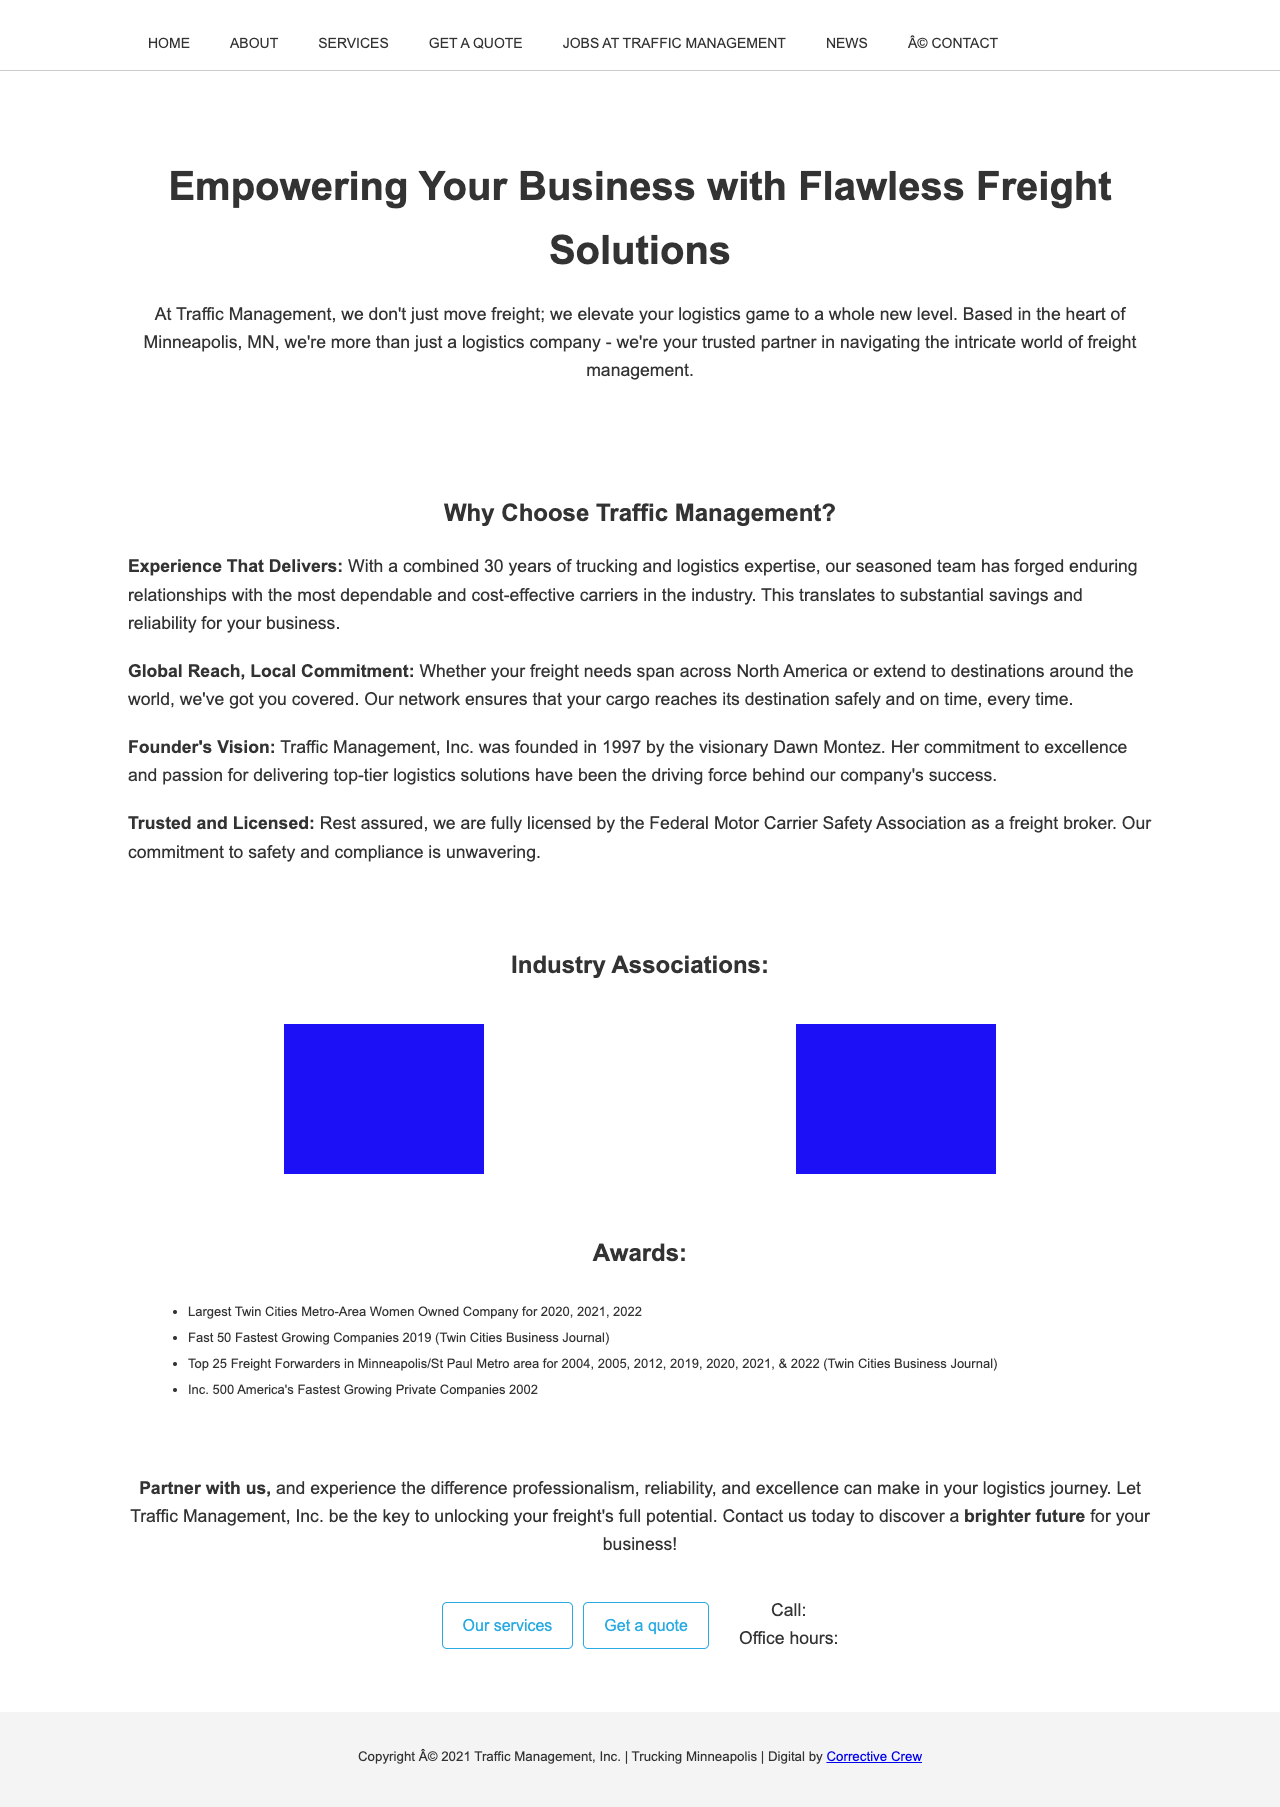 HOME ABOUT SERVICES GET A QUOTE JOBS AT TRAFFIC MANAGEMENT NEWS Â© CONTACT
Empowering Your Business with Flawless Freight
Solutions
At Traffic Management, we don't just move freight; we elevate your logistics game to a whole new level. Based in the heart of
Minneapolis, MN, we're more than just a logistics company - we're your trusted partner in navigating the intricate world of freight
management.
Why Choose Traffic Management?
Experience That Delivers: With a combined 30 years of trucking and logistics expertise, our seasoned team has forged enduring
relationships with the most dependable and cost-effective carriers in the industry. This translates to substantial savings and
reliability for your business.
Global Reach, Local Commitment: Whether your freight needs span across North America or extend to destinations around the
world, we've got you covered. Our network ensures that your cargo reaches its destination safely and on time, every time.
Founder's Vision: Traffic Management, Inc. was founded in 1997 by the visionary Dawn Montez. Her commitment to excellence
and passion for delivering top-tier logistics solutions have been the driving force behind our company's success.
Trusted and Licensed: Rest assured, we are fully licensed by the Federal Motor Carrier Safety Association as a freight broker. Our
commitment to safety and compliance is unwavering.
Industry Associations:
Awards:
• Largest Twin Cities Metro-Area Women Owned Company for 2020, 2021, 2022
• Fast 50 Fastest Growing Companies 2019 (Twin Cities Business Journal)
• Top 25 Freight Forwarders in Minneapolis/St Paul Metro area for 2004, 2005, 2012, 2019, 2020, 2021, & 2022 (Twin Cities Business Journal)
• Inc. 500 America's Fastest Growing Private Companies 2002
Partner with us, and experience the difference professionalism, reliability, and excellence can make in your logistics journey. Let
Traffic Management, Inc. be the key to unlocking your freight's full potential. Contact us today to discover a brighter future for your
business!
Our services Get a quote
Call:
Office hours:
Copyright Â© 2021 Traffic Management, Inc. | Trucking Minneapolis | Digital by Corrective Crew